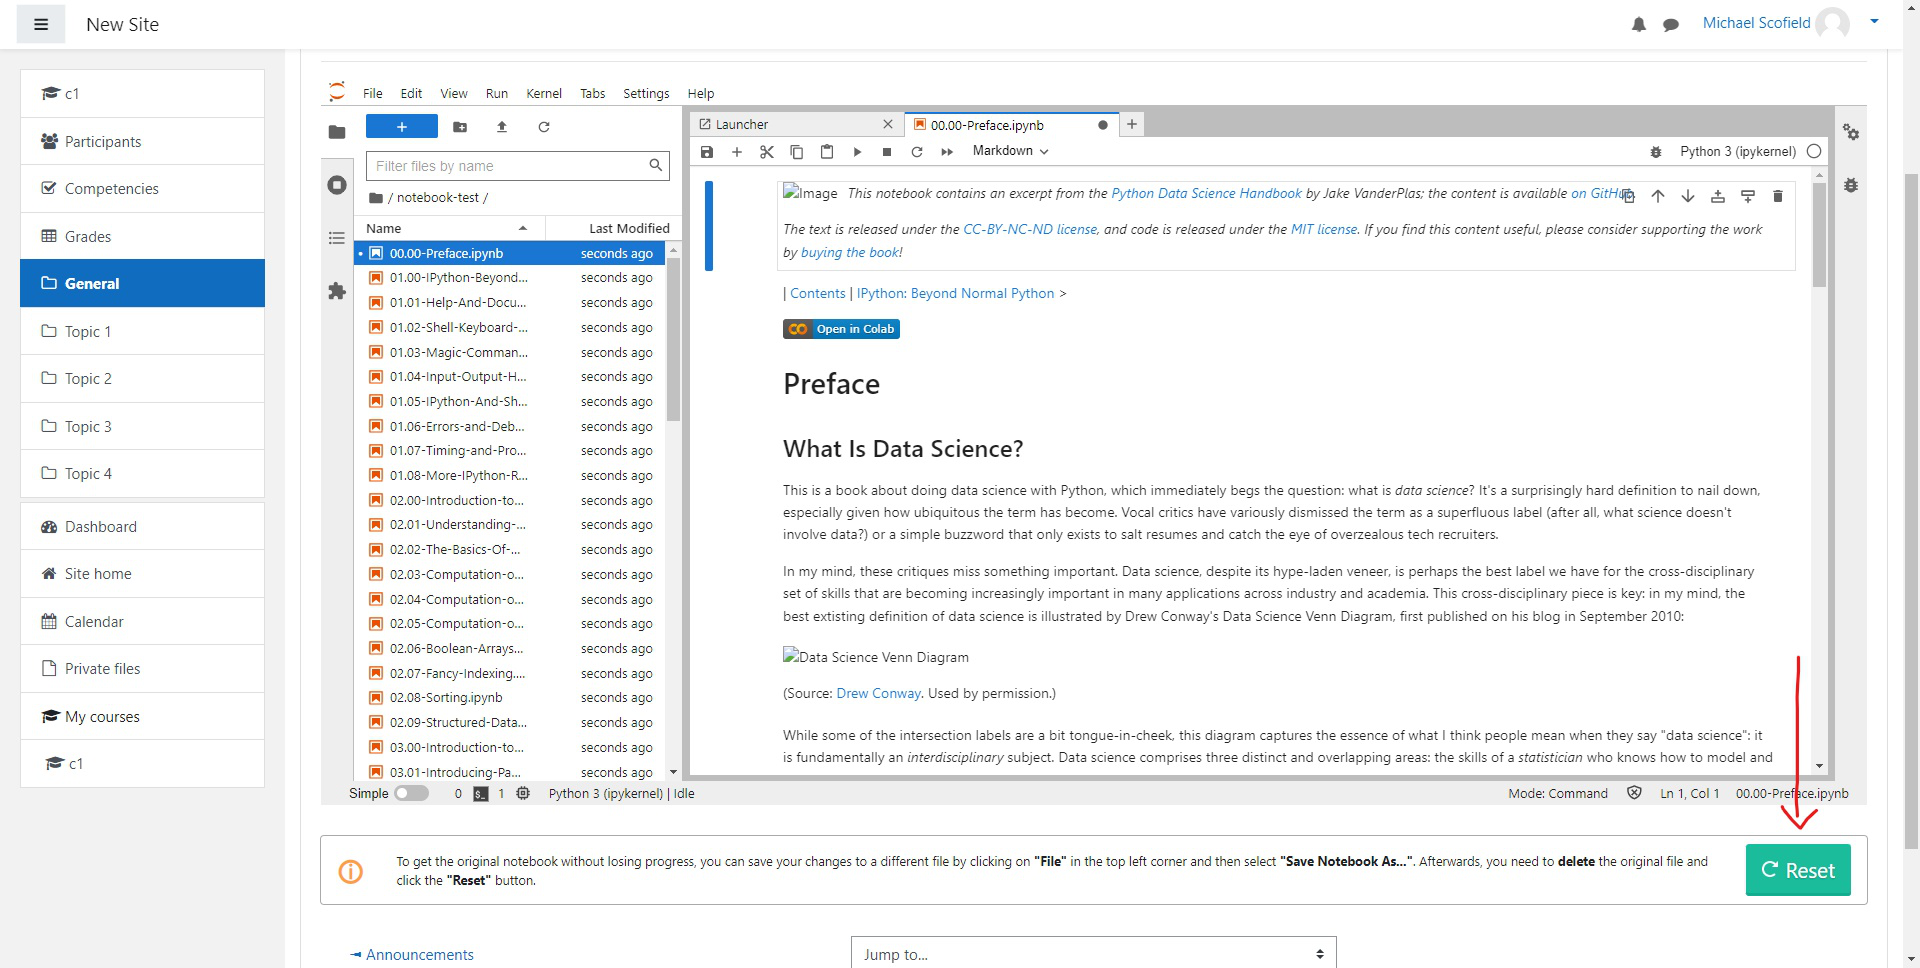 New Site
Michael Scofield
c1
Participants
Competencies
Grades
General
Topic 1
Topic 2
Topic 3
Topic 4
Dashboard
Site home
Calendar
Private files
My courses
c1
File Edit View Run Kernel Tabs Settings Help
+
Filter files by name
/ notebook-test /
Name Last Modified
00.00-Preface.ipynb seconds ago
01.00-IPython-Beyond... seconds ago
01.01-Help-And-Docu... seconds ago
01.02-Shell-Keyboard-... seconds ago
01.03-Magic-Comman... seconds ago
01.04-Input-Output-H... seconds ago
01.05-IPython-And-Sh... seconds ago
01.06-Errors-and-Deb... seconds ago
01.07-Timing-and-Pro... seconds ago
01.08-More-IPython-R... seconds ago
02.00-Introduction-to... seconds ago
02.01-Understanding-... seconds ago
02.02-The-Basics-Of-... seconds ago
02.03-Computation-o... seconds ago
02.04-Computation-o... seconds ago
02.05-Computation-o... seconds ago
02.06-Boolean-Arrays... seconds ago
02.07-Fancy-Indexing.... seconds ago
02.08-Sorting.ipynb seconds ago
02.09-Structured-Data... seconds ago
03.00-Introduction-to... seconds ago
03.01-Introducing-Pa... seconds ago
Launcher
00.00-Preface.ipynb
Markdown
Python 3 (ipykernel)
Image This notebook contains an excerpt from the Python Data Science Handbook by Jake VanderPlas; the content is available on GitHub
The text is released under the CC-BY-NC-ND license, and code is released under the MIT license. If you find this content useful, please consider supporting the work
by buying the book!
| Contents | IPython: Beyond Normal Python >
Open in Colab
Preface
What Is Data Science?
This is a book about doing data science with Python, which immediately begs the question: what is data science? It's a surprisingly hard definition to nail down,
especially given how ubiquitous the term has become. Vocal critics have variously dismissed the term as a superfluous label (after all, what science doesn't
involve data?) or a simple buzzword that only exists to salt resumes and catch the eye of overzealous tech recruiters.
In my mind, these critiques miss something important. Data science, despite its hype-laden veneer, is perhaps the best label we have for the cross-disciplinary
set of skills that are becoming increasingly important in many applications across industry and academia. This cross-disciplinary piece is key: in my mind, the
best extisting definition of data science is illustrated by Drew Conway's Data Science Venn Diagram, first published on his blog in September 2010:
Data Science Venn Diagram
(Source: Drew Conway. Used by permission.)
While some of the intersection labels are a bit tongue-in-cheek, this diagram captures the essence of what I think people mean when they say "data science": it
is fundamentally an interdisciplinary subject. Data science comprises three distinct and overlapping areas: the skills of a statistician who knows how to model and
Simple 0 1 Python 3 (ipykernel) | Idle
Mode: Command Ln 1, Col 1 00.00-Preface.ipynb
To get the original notebook without losing progress, you can save your changes to a different file by clicking on "File" in the top left corner and then select "Save Notebook As...". Afterwards, you need to delete the original file and
click the "Reset" button.
Reset
Announcements
Jump to...